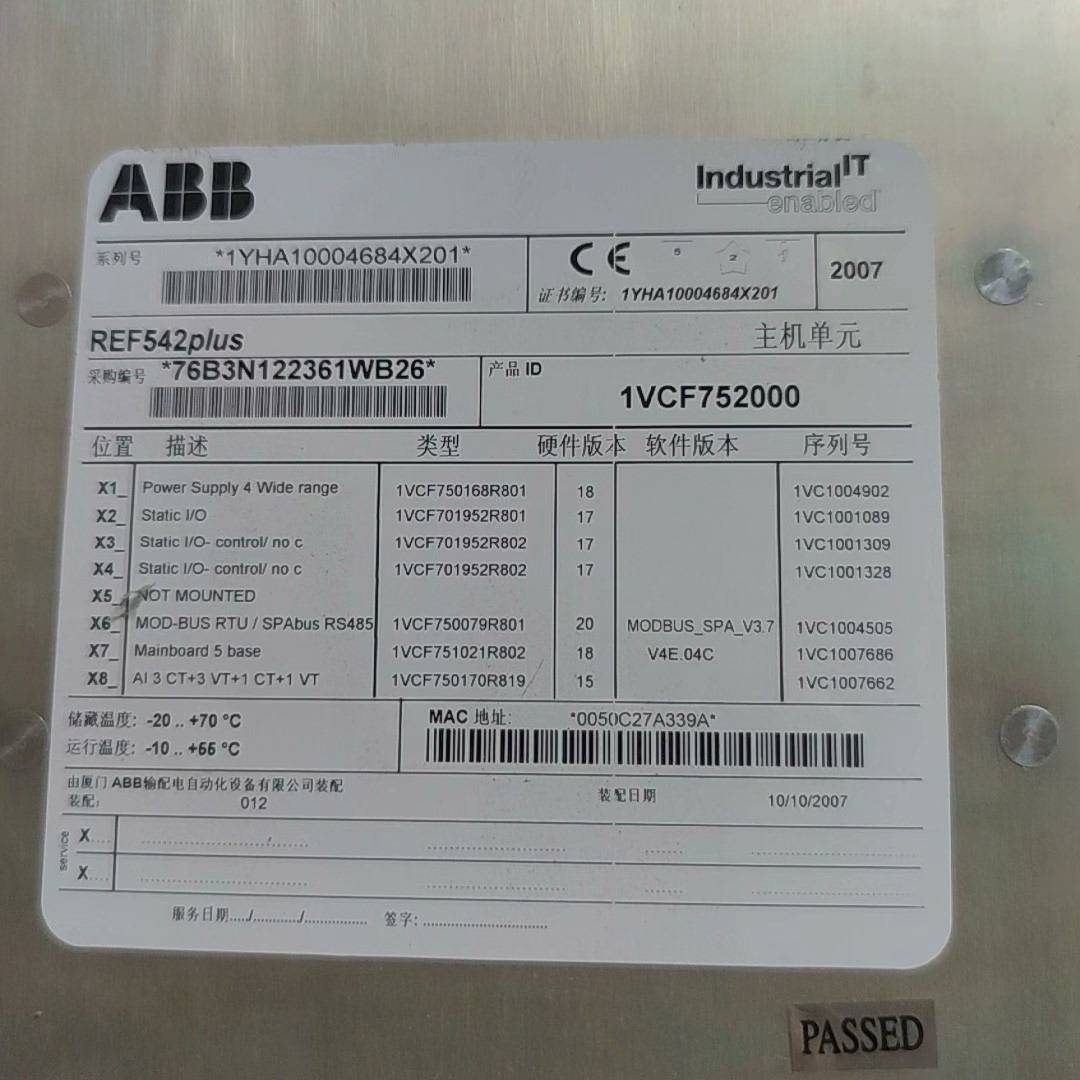 ABB
Industrial IT
enabled
系列号 *1YHA10004684X201*
CE 5 2
证书编号: 1YHA10004684X201
2007
REF542plus 主机单元
采购编号 *76B3N122361WB26*
产品 ID 1VCF752000
位置 描述 类型 硬件版本 软件版本 序列号
X1_ Power Supply 4 Wide range 1VCF750168R801 18 1VC1004902
X2_ Static I/O 1VCF701952R801 17 1VC1001089
X3_ Static I/O- control/ no c 1VCF701952R802 17 1VC1001309
X4_ Static I/O- control/ no c 1VCF701952R802 17 1VC1001328
X5_ NOT MOUNTED
X6_ MOD-BUS RTU / SPAbus RS485 1VCF750079R801 20 MODBUS_SPA_V3.7 1VC1004505
X7_ Mainboard 5 base 1VCF751021R802 18 V4E.04C 1VC1007686
X8_ AI 3 CT+3 VT+1 CT+1 VT 1VCF750170R819 15 1VC1007662
储藏温度: -20 .. +70 °C
运行温度: -10 .. +55 °C
MAC 地址: *0050C27A339A*
由厦门 ABB输配电自动化设备有限公司装配
装配: 012 装配日期 10/10/2007
service
X....
X....
服务日期...../............/................. 签字: ................................
PASSED